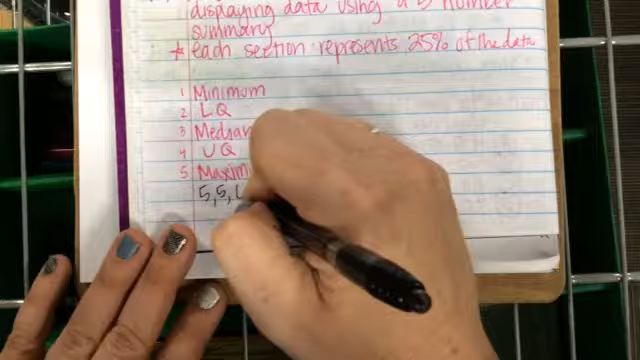 displaying data using a 5 number
summary
* each section represents 25% of the data
1 Minimum
2 LQ
3 Median
4 UQ
5
5,5,